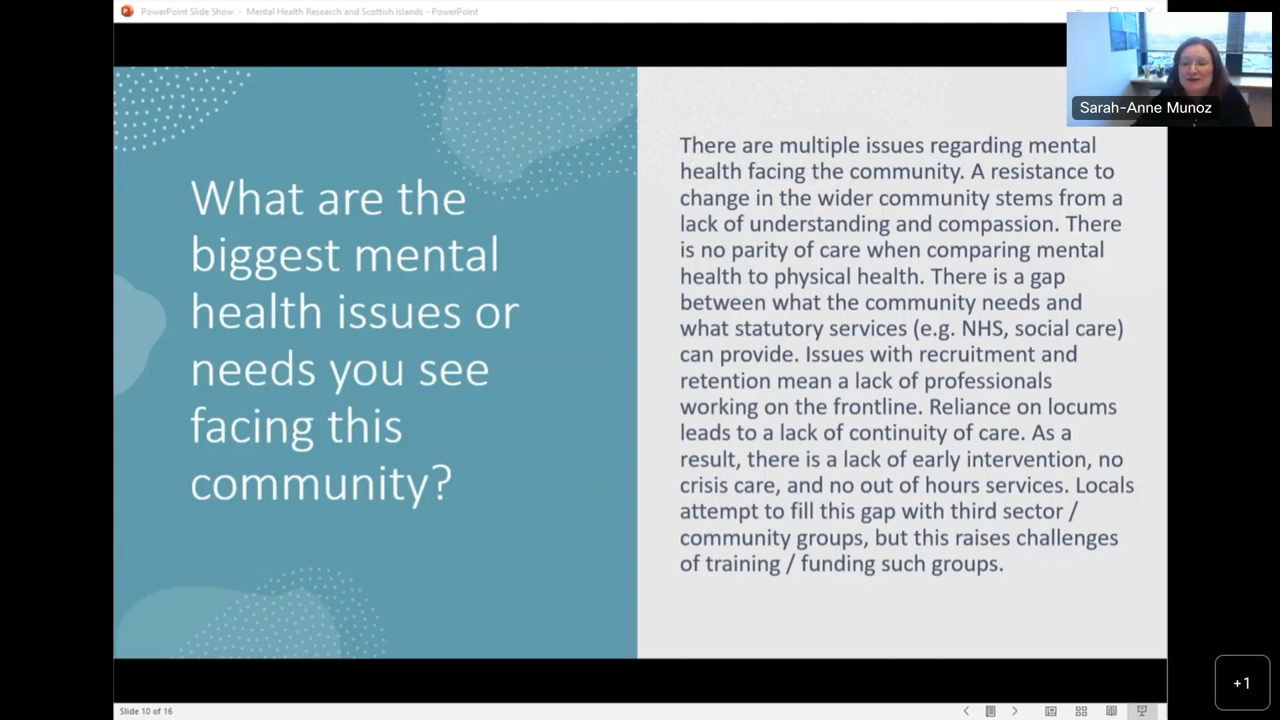 PowerPoint Slide Show - Mental Health Research and Scottish Islands - PowerPoint
Sarah-Anne Munoz
What are the
biggest mental
health issues or
needs you see
facing this
community?
There are multiple issues regarding mental
health facing the community. A resistance to
change in the wider community stems from a
lack of understanding and compassion. There
is no parity of care when comparing mental
health to physical health. There is a gap
between what the community needs and
what statutory services (e.g. NHS, social care)
can provide. Issues with recruitment and
retention mean a lack of professionals
working on the frontline. Reliance on locums
leads to a lack of continuity of care. As a
result, there is a lack of early intervention, no
crisis care, and no out of hours services. Locals
attempt to fill this gap with third sector /
community groups, but this raises challenges
of training / funding such groups.
+1
Slide 10 of 16